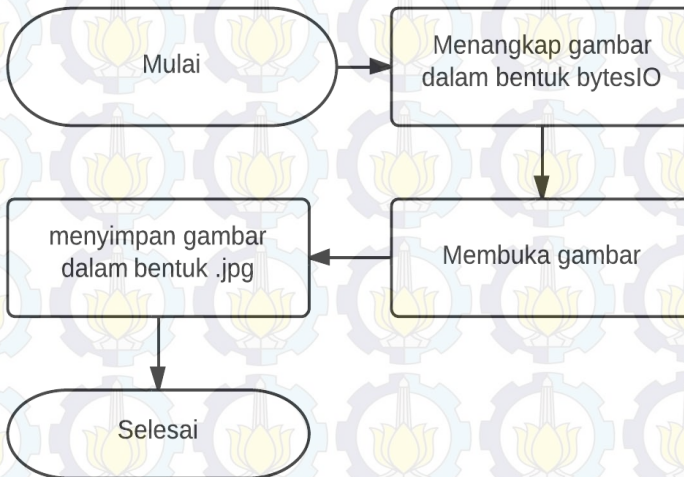 Mulai
Menangkap gambar
dalam bentuk bytesIO
Membuka gambar
menyimpan gambar
dalam bentuk .jpg
Selesai